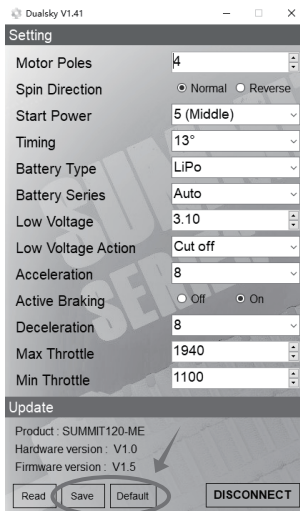 Dualsky V1.41
Setting
Motor Poles 4
Spin Direction Normal Reverse
Start Power 5 (Middle)
Timing 13°
Battery Type LiPo
Battery Series Auto
Low Voltage 3.10
Low Voltage Action Cut off
Acceleration 8
Active Braking Off On
Deceleration 8
Max Throttle 1940
Min Throttle 1100
Update
Product : SUMMIT120-ME
Hardware version : V1.0
Firmware version : V1.5
Read Save Default DISCONNECT
SUMMIT
SERIES